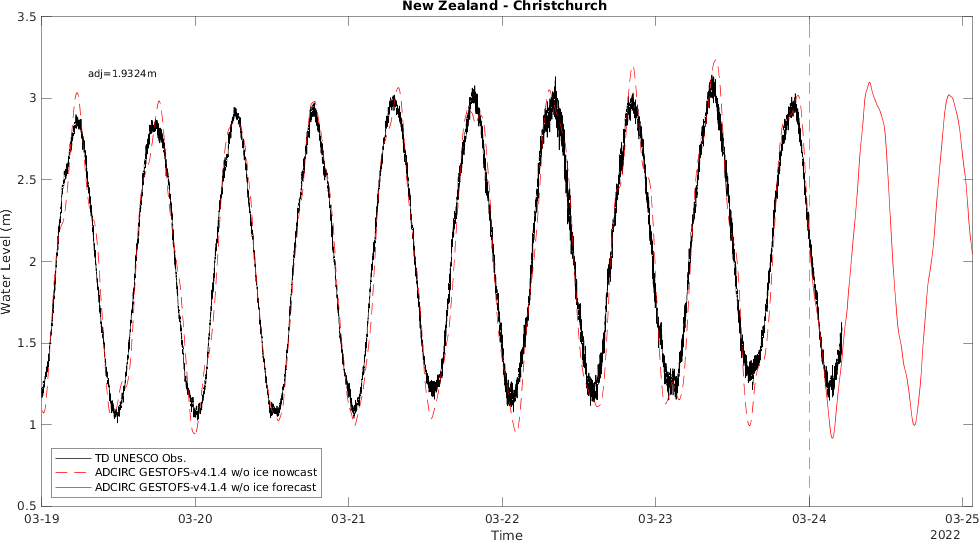 New Zealand - Christchurch
3.5
adj=1.9324m
3
2.5
2
1.5
1
0.5
Water Level (m)
TD UNESCO Obs.
ADCIRC GESTOFS-v4.1.4 w/o ice nowcast
ADCIRC GESTOFS-v4.1.4 w/o ice forecast
03-19 03-20 03-21 03-22 03-23 03-24 03-25
Time
2022